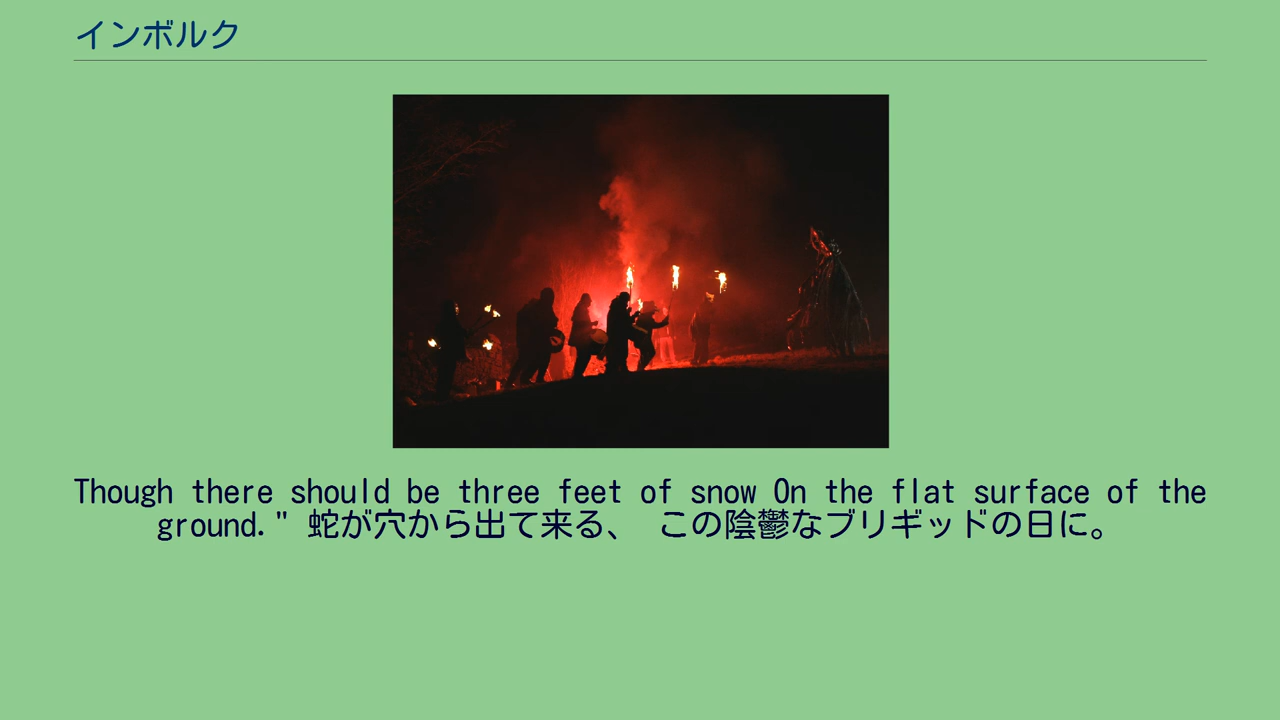 インボルク
Though there should be three feet of snow On the flat surface of the
ground." 蛇が穴から出て来る、 この陰鬱なブリギッドの日に。